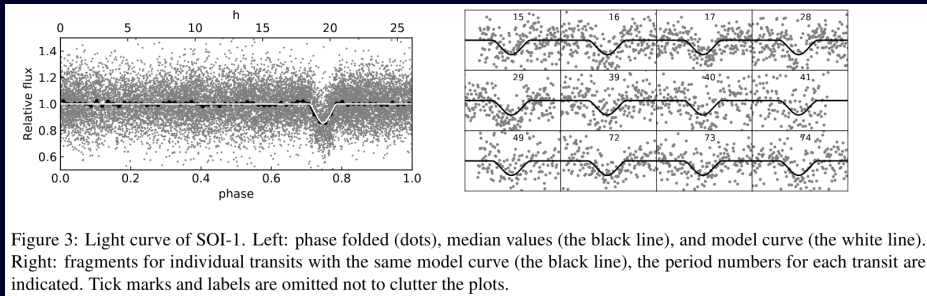 h
0 5 10 15 20 25
1.4
1.2
1.0
0.8
0.6
Relative flux
0.0 0.2 0.4 0.6 0.8 1.0
phase
15 16 17 28
29 39 40 41
49 72 73 74
Figure 3: Light curve of SOI-1. Left: phase folded (dots), median values (the black line), and model curve (the white line).
Right: fragments for individual transits with the same model curve (the black line), the period numbers for each transit are
indicated. Tick marks and labels are omitted not to clutter the plots.